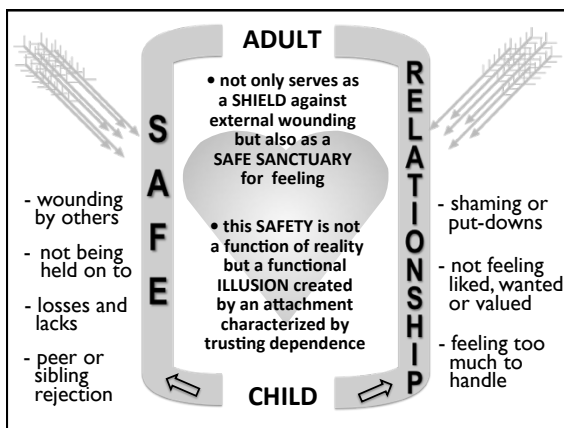 ADULT
SAFE
RELATIONSHIP
• not only serves as
a SHIELD against
external wounding
but also as a
SAFE SANCTUARY
for feeling
• this SAFETY is not
a function of reality
but a functional
ILLUSION created
by an attachment
characterized by
trusting dependence
- wounding
by others
- not being
held on to
- losses and
lacks
- peer or
sibling
rejection
- shaming or
put-downs
- not feeling
liked, wanted
or valued
- feeling too
much to
handle
CHILD